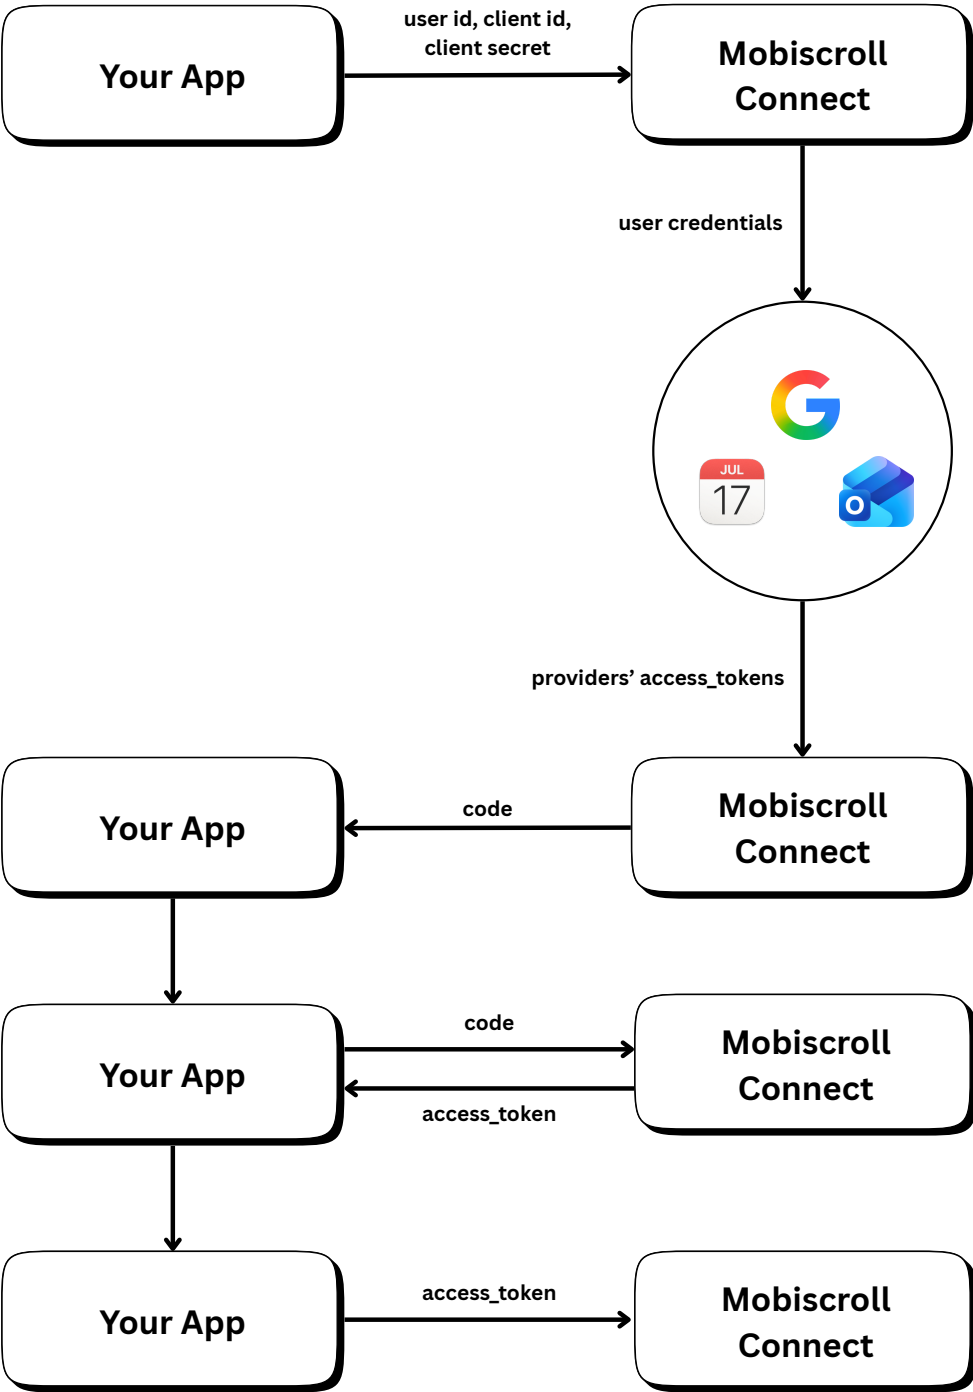 user id, client id,
client secret
Your App
Mobiscroll
Connect
user credentials
JUL
17
O
providers’ access_tokens
Your App
code
Mobiscroll
Connect
Your App
code
access_token
Mobiscroll
Connect
Your App
access_token
Mobiscroll
Connect